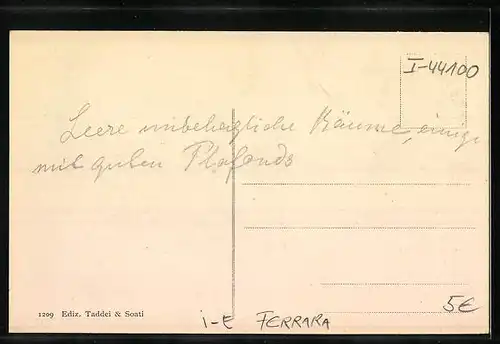 I-44100
Leere unbehagliche Räume, einige
mit guten Plafonds
1209 Ediz. Taddei & Soati
i-E FERRARA
5€